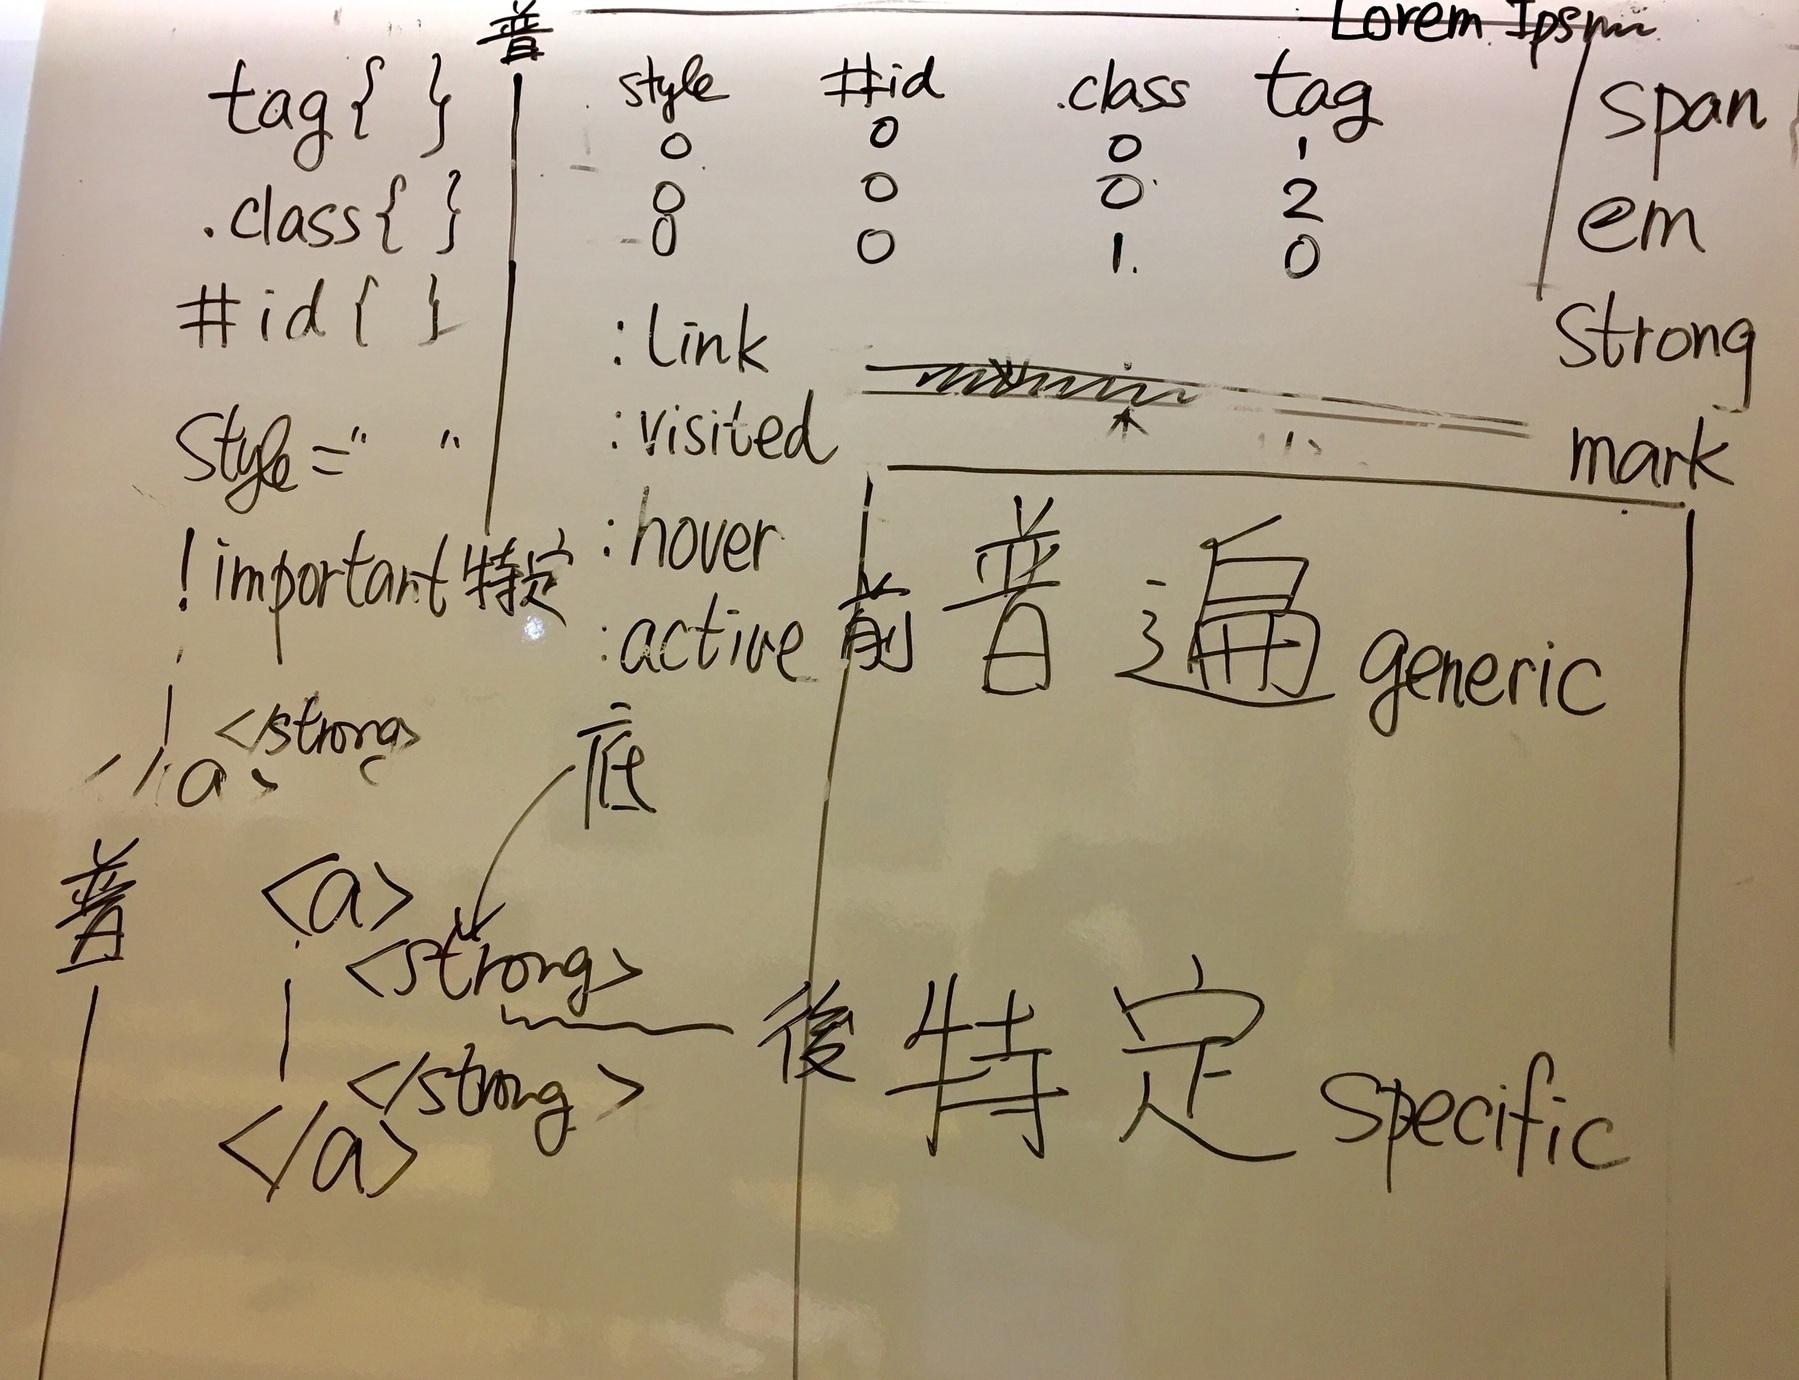 普
Lorem Ipsum
tag { }
.class { }
#id { }
style=" "
!important 特定
style #id .class tag
0 0 0 1
0 0 0 2
0 0 1 0
:link
:visited
:hover
:active
span
em
strong
mark
前 普遍 generic
</strong>
a
底
普
<a>
<strong>
</strong>
</a>
後 特定 specific